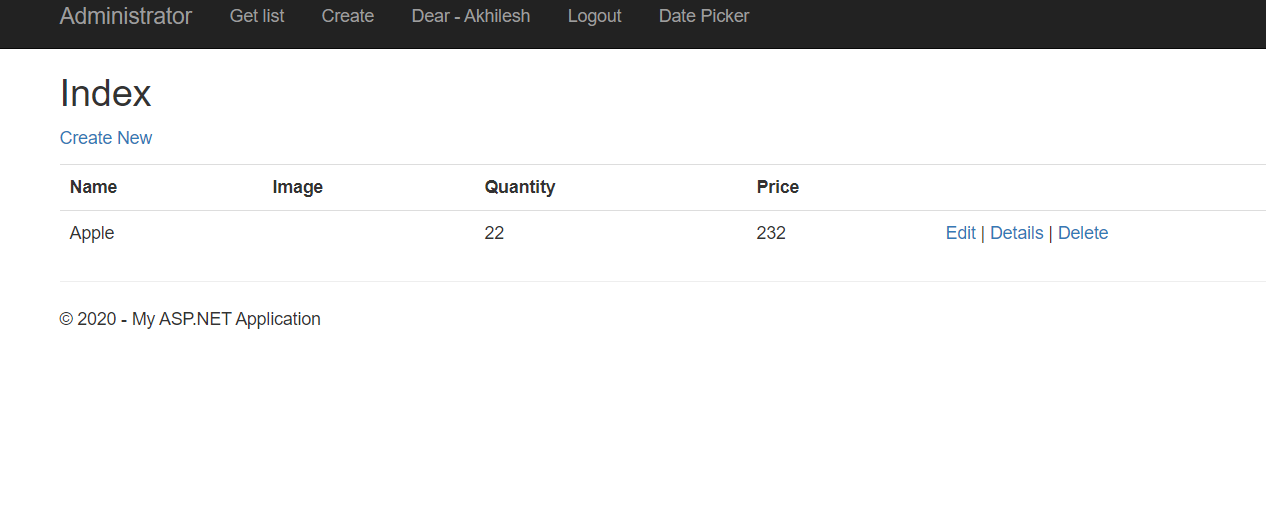 Administrator Get list Create Dear - Akhilesh Logout Date Picker
Index
Create New
Name Image Quantity Price
Apple 22 232 Edit | Details | Delete
© 2020 - My ASP.NET Application